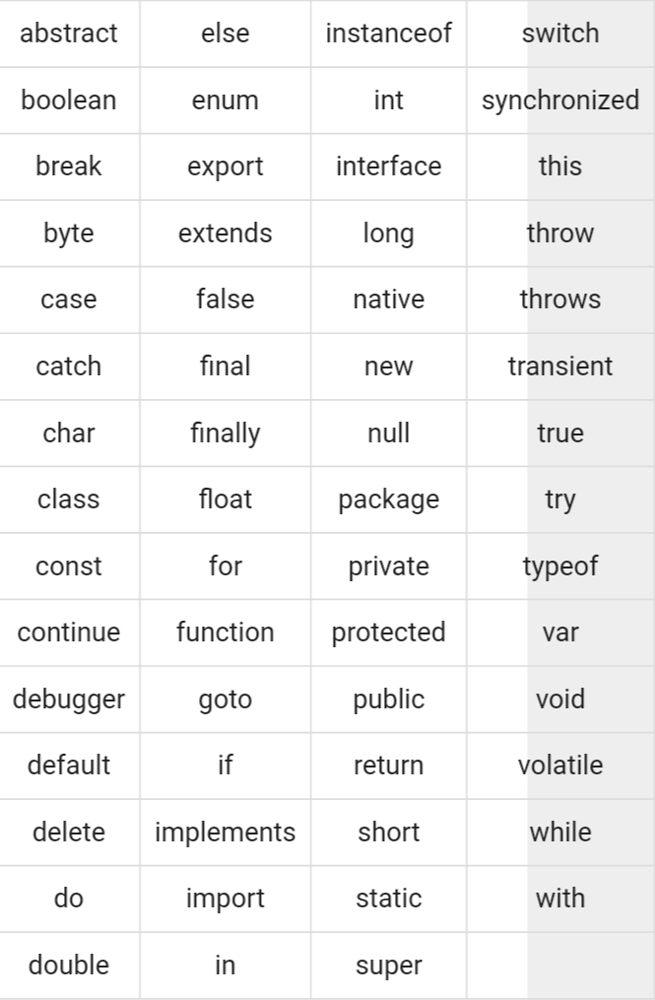 abstract else instanceof switch
boolean enum int synchronized
break export interface this
byte extends long throw
case false native throws
catch final new transient
char finally null true
class float package try
const for private typeof
continue function protected var
debugger goto public void
default if return volatile
delete implements short while
do import static with
double in super